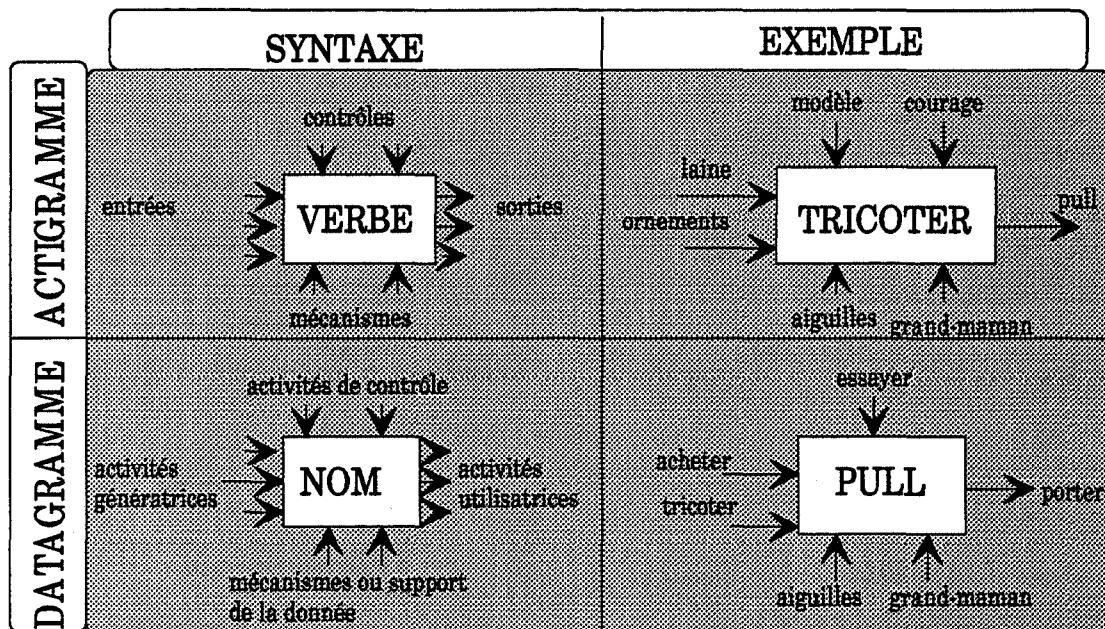 SYNTAXE
EXEMPLE
ACTIGRAMME
contrôles
entrées
VERBE
sorties
mécanismes
modèle
courage
laine
ornements
TRICOTER
pull
aiguilles
grand-maman
DATAGRAMME
activités de contrôle
activités
génératrices
NOM
activités
utilisatrices
mécanismes ou support
de la donnée
essayer
acheter
tricoter
PULL
porter
aiguilles
grand-maman